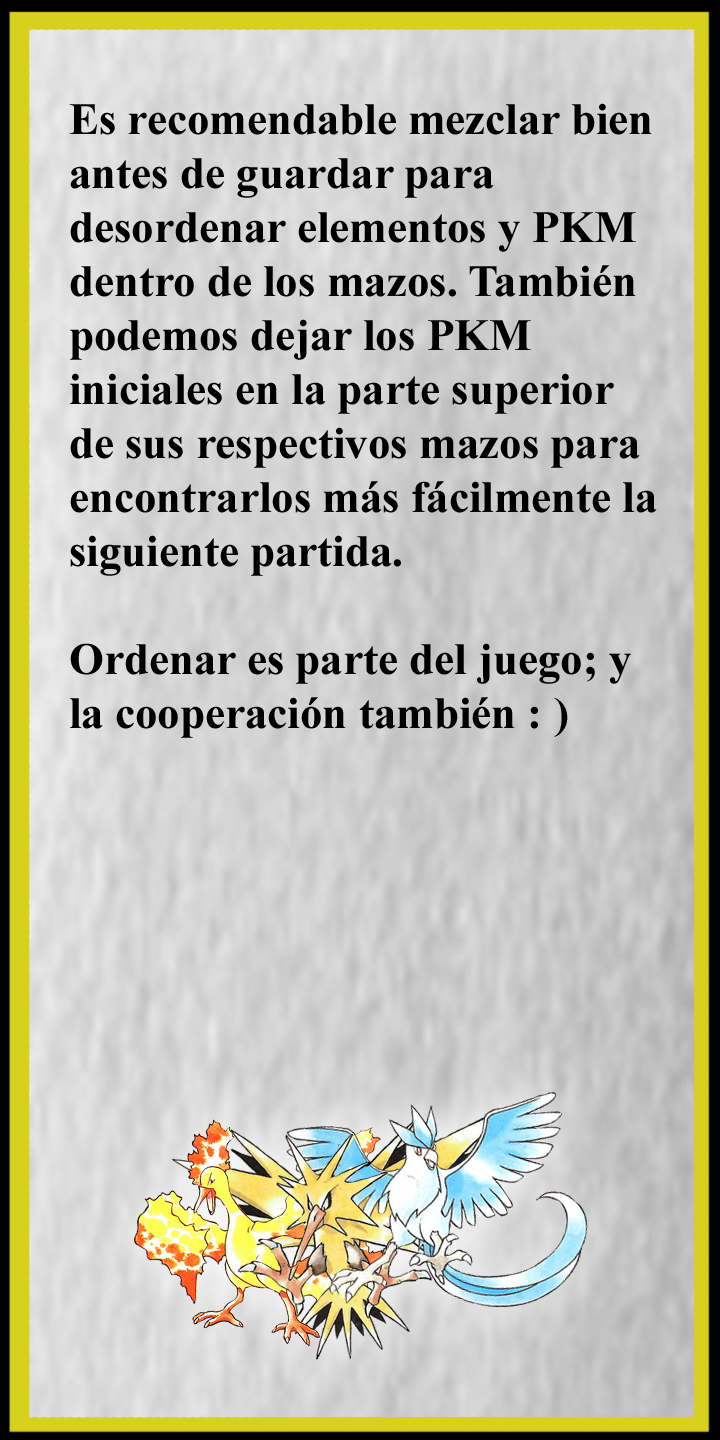 Es recomendable mezclar bien
antes de guardar para
desordenar elementos y PKM
dentro de los mazos. También
podemos dejar los PKM
iniciales en la parte superior
de sus respectivos mazos para
encontrarlos más fácilmente la
siguiente partida.

Ordenar es parte del juego; y
la cooperación también : )